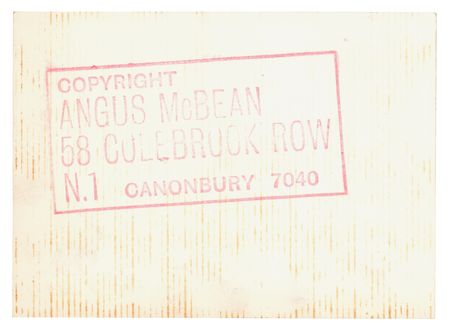 COPYRIGHT
ANGUS McBEAN
58 COLEBROOK ROW
N.1 CANONBURY 7040